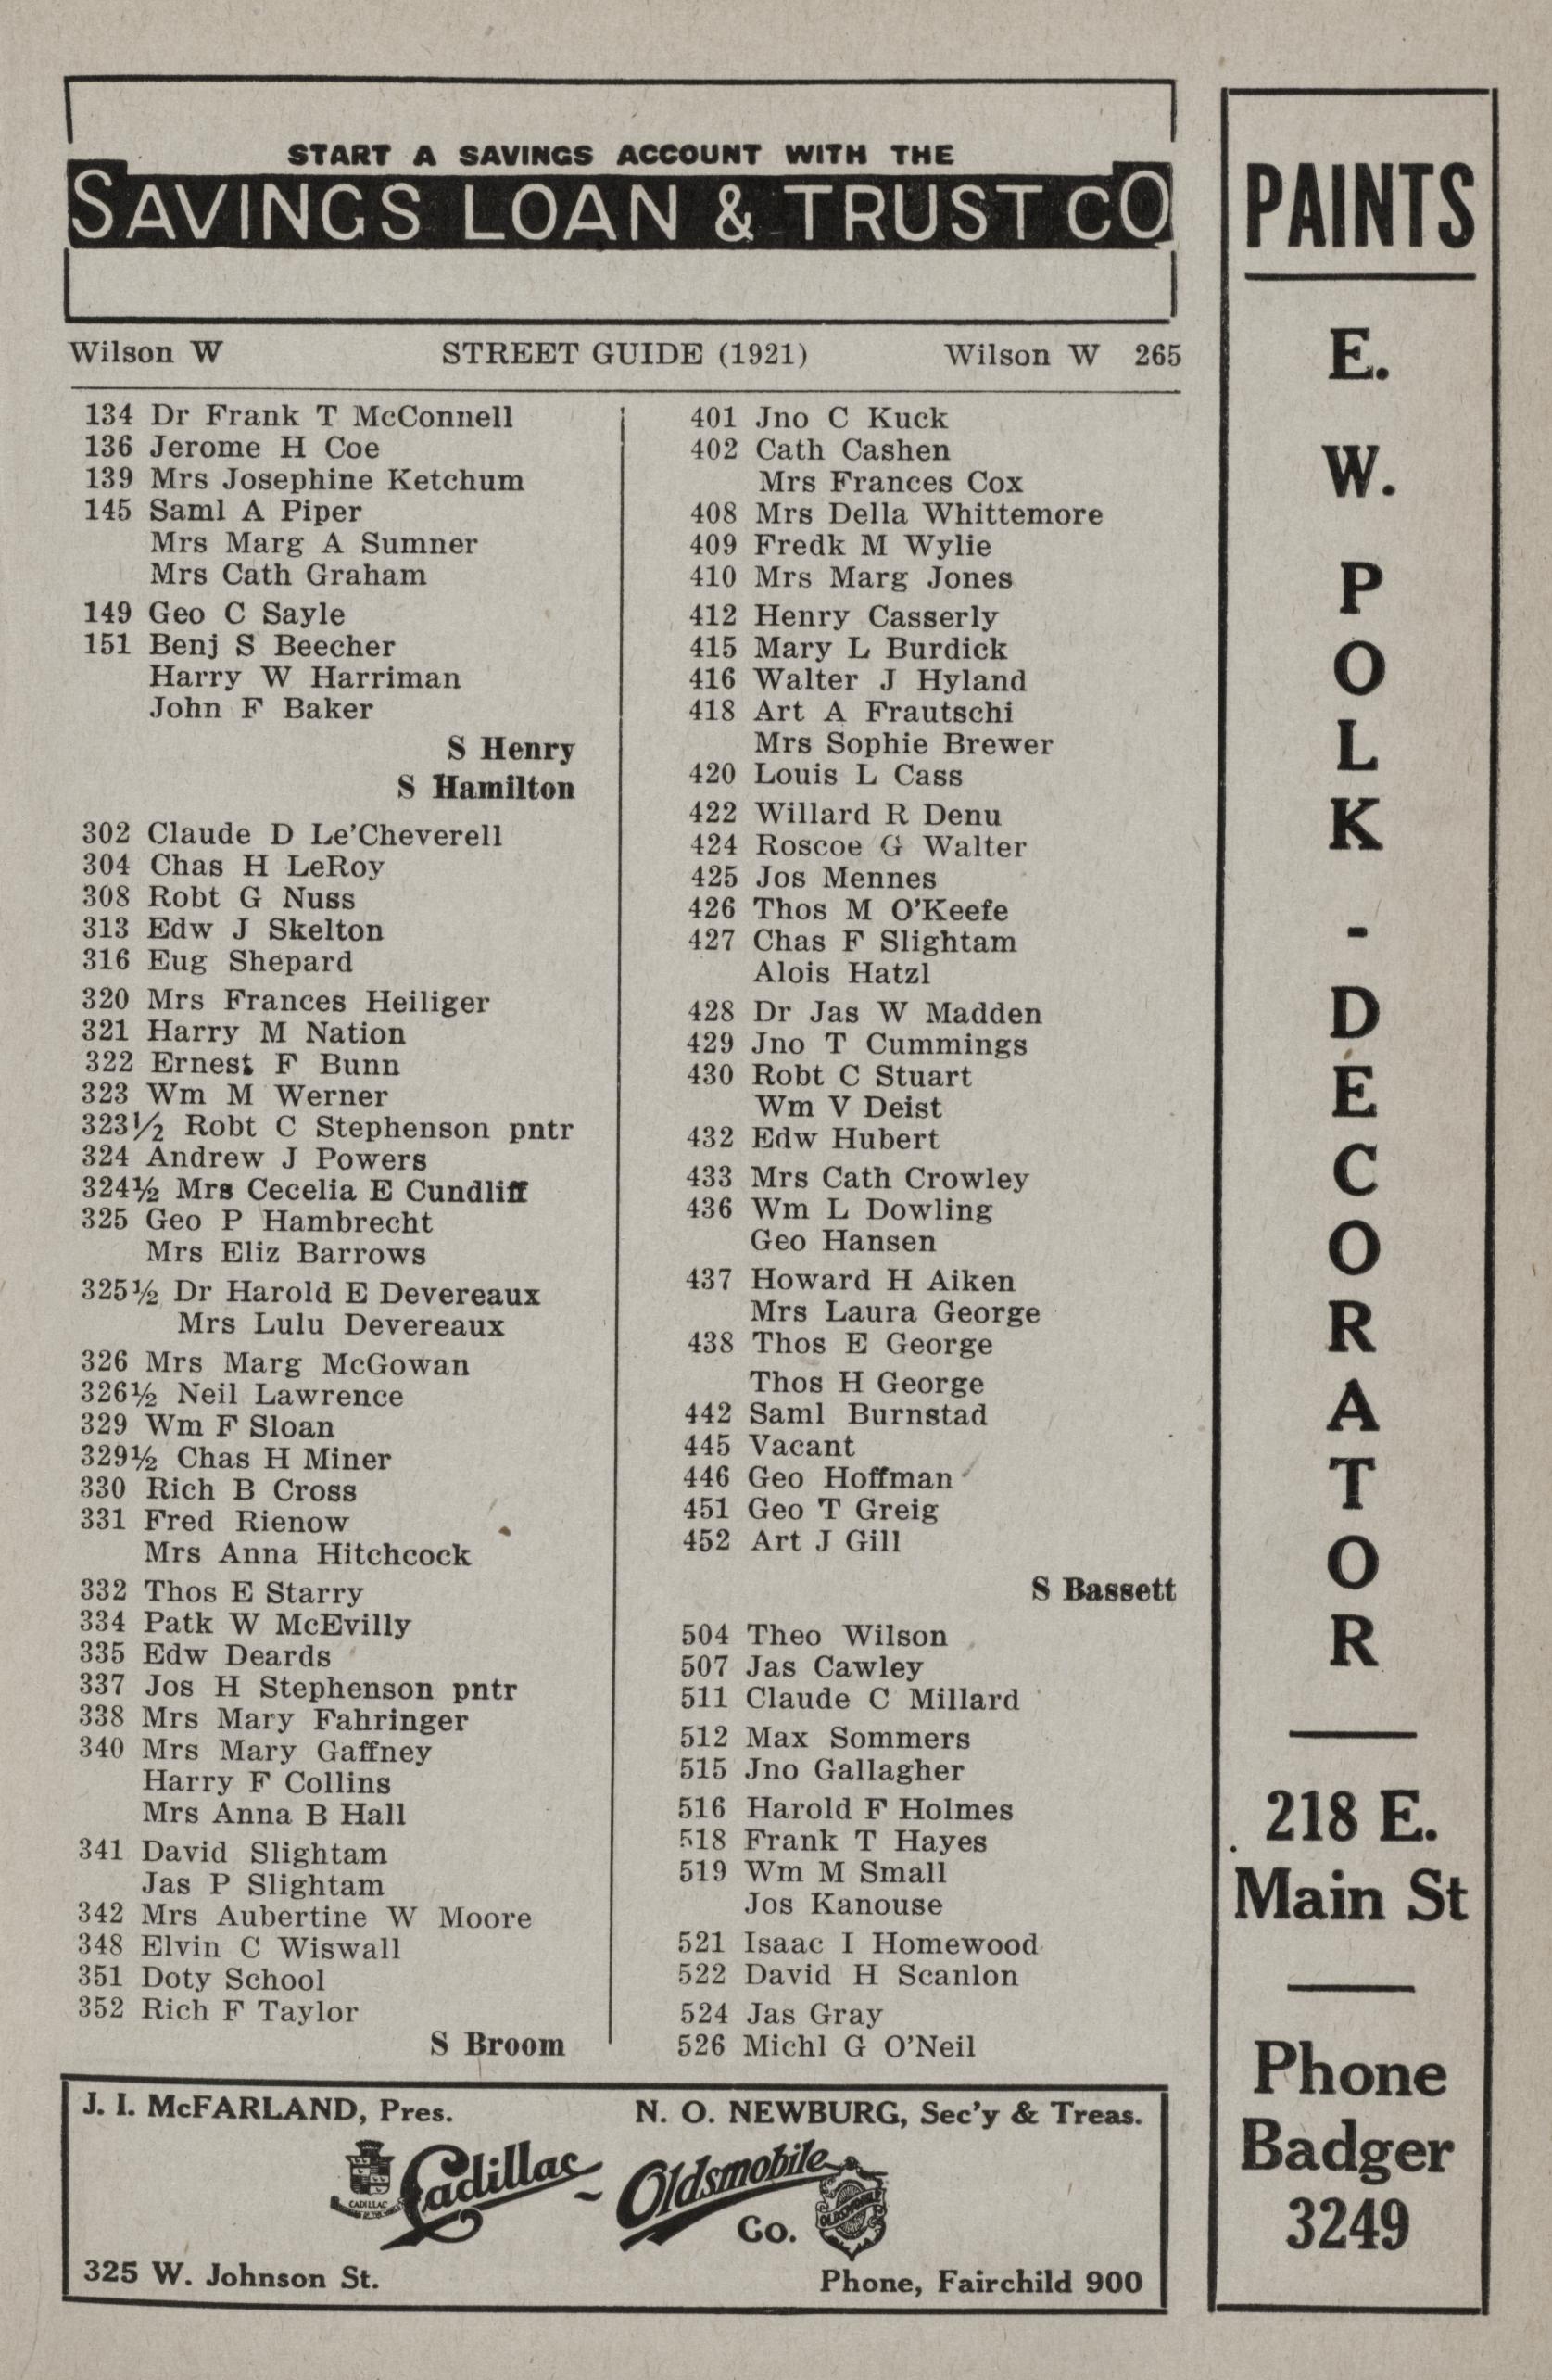 START A SAVINGS ACCOUNT WITH THE
SAVINGS LOAN & TRUST CO
Wilson W STREET GUIDE (1921) Wilson W 265
134 Dr Frank T McConnell
136 Jerome H Coe
139 Mrs Josephine Ketchum
145 Saml A Piper
Mrs Marg A Sumner
Mrs Cath Graham
149 Geo C Sayle
151 Benj S Beecher
Harry W Harriman
John F Baker
S Henry
S Hamilton
302 Claude D Le'Cheverell
304 Chas H LeRoy
308 Robt G Nuss
313 Edw J Skelton
316 Eug Shepard
320 Mrs Frances Heiliger
321 Harry M Nation
322 Ernest F Bunn
323 Wm M Werner
323½ Robt C Stephenson pntr
324 Andrew J Powers
324½ Mrs Cecelia E Cundliff
325 Geo P Hambrecht
Mrs Eliz Barrows
325½ Dr Harold E Devereaux
Mrs Lulu Devereaux
326 Mrs Marg McGowan
326½ Neil Lawrence
329 Wm F Sloan
329½ Chas H Miner
330 Rich B Cross
331 Fred Rienow
Mrs Anna Hitchcock
332 Thos E Starry
334 Patk W McEvilly
335 Edw Deards
337 Jos H Stephenson pntr
338 Mrs Mary Fahringer
340 Mrs Mary Gaffney
Harry F Collins
Mrs Anna B Hall
341 David Slightam
Jas P Slightam
342 Mrs Aubertine W Moore
348 Elvin C Wiswall
351 Doty School
352 Rich F Taylor
S Broom
401 Jno C Kuck
402 Cath Cashen
Mrs Frances Cox
408 Mrs Della Whittemore
409 Fredk M Wylie
410 Mrs Marg Jones
412 Henry Casserly
415 Mary L Burdick
416 Walter J Hyland
418 Art A Frautschi
Mrs Sophie Brewer
420 Louis L Cass
422 Willard R Denu
424 Roscoe G Walter
425 Jos Mennes
426 Thos M O'Keefe
427 Chas F Slightam
Alois Hatzl
428 Dr Jas W Madden
429 Jno T Cummings
430 Robt C Stuart
Wm V Deist
432 Edw Hubert
433 Mrs Cath Crowley
436 Wm L Dowling
Geo Hansen
437 Howard H Aiken
Mrs Laura George
438 Thos E George
Thos H George
442 Saml Burnstad
445 Vacant
446 Geo Hoffman
451 Geo T Greig
452 Art J Gill
S Bassett
504 Theo Wilson
507 Jas Cawley
511 Claude C Millard
512 Max Sommers
515 Jno Gallagher
516 Harold F Holmes
518 Frank T Hayes
519 Wm M Small
Jos Kanouse
521 Isaac I Homewood
522 David H Scanlon
524 Jas Gray
526 Michl G O'Neil
J. I. McFARLAND, Pres. N. O. NEWBURG, Sec'y & Treas.
CADILLAC Cadillac - Oldsmobile OLDSMOBILE
Co.
325 W. Johnson St. Phone, Fairchild 900
PAINTS
E.
W.
P
O
L
K
-
D
E
C
O
R
A
T
O
R
218 E.
Main St
Phone
Badger
3249